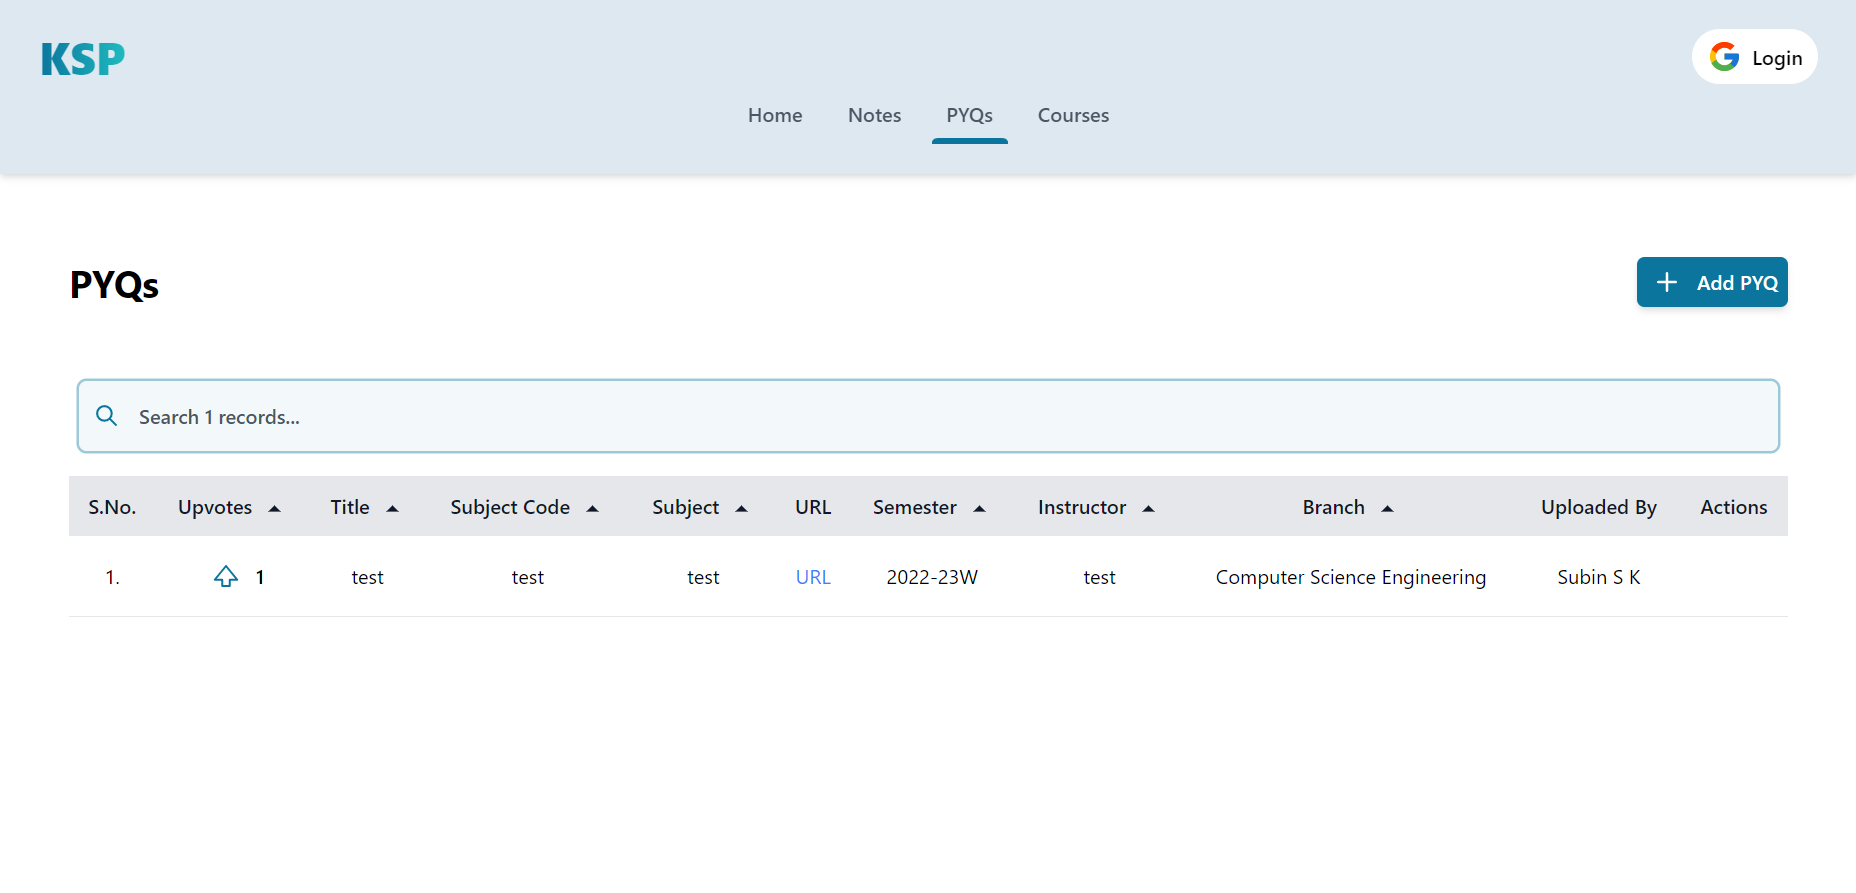 KSP
Login
Home Notes PYQs Courses
PYQs
Add PYQ
Search 1 records...
S.No. Upvotes Title Subject Code Subject URL Semester Instructor Branch Uploaded By Actions
1. 1 test test test URL 2022-23W test Computer Science Engineering Subin S K